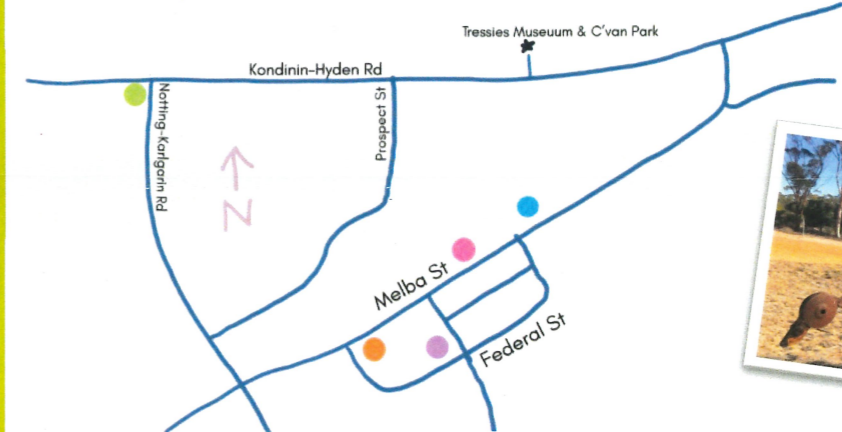 Tressies Museuum & C'van Park
Kondinin-Hyden Rd
Notting-Karlgarin Rd
Prospect St
N
Melba St
Federal St